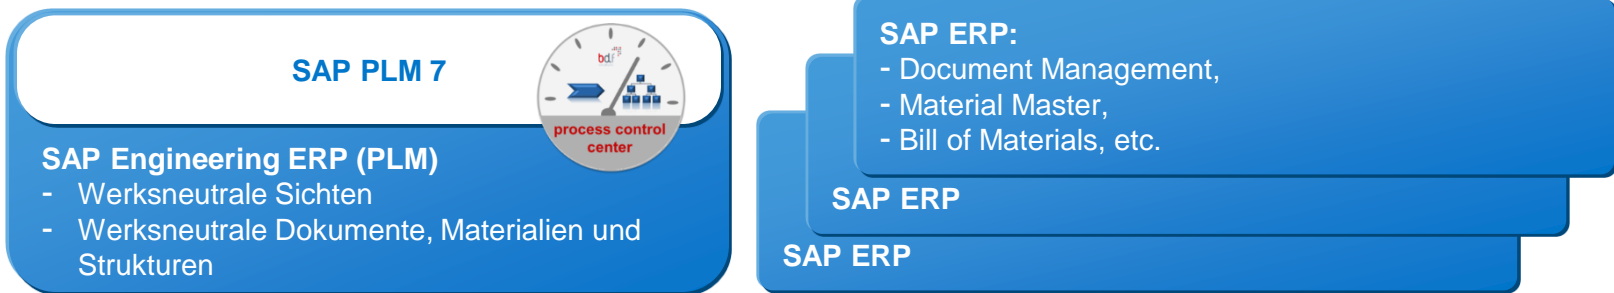 SAP PLM 7
bd.f
process control
center
SAP Engineering ERP (PLM)
- Werksneutrale Sichten
- Werksneutrale Dokumente, Materialien und
Strukturen
SAP ERP:
- Document Management,
- Material Master,
- Bill of Materials, etc.
SAP ERP
SAP ERP